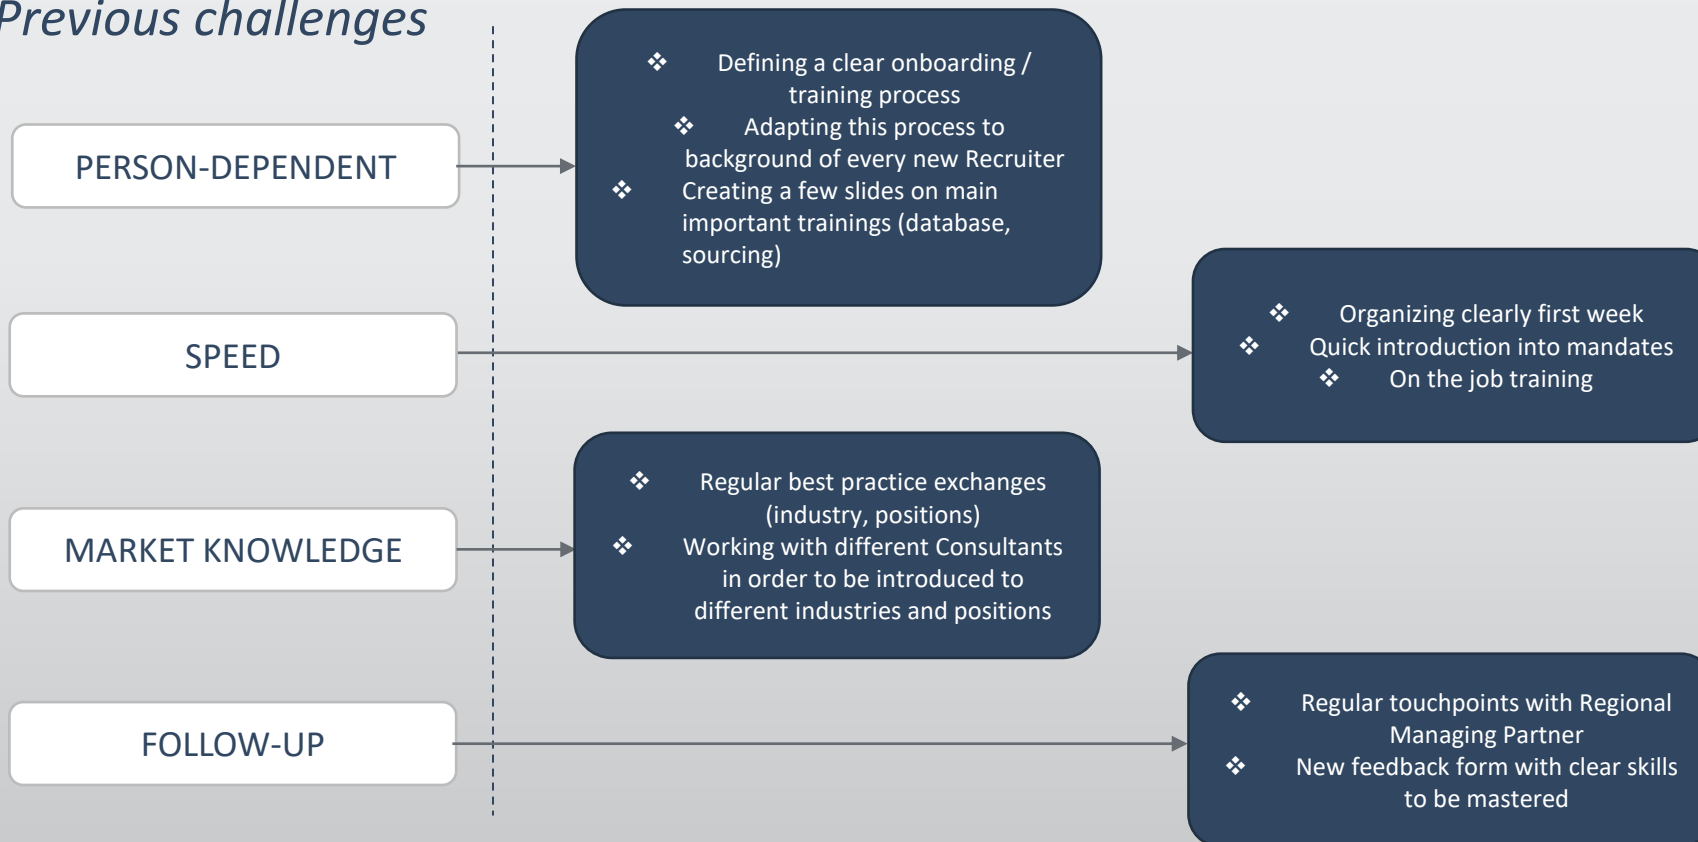 Previous challenges
PERSON-DEPENDENT
❖ Defining a clear onboarding /
training process
❖ Adapting this process to
background of every new Recruiter
❖ Creating a few slides on main
important trainings (database,
sourcing)
SPEED
❖ Organizing clearly first week
❖ Quick introduction into mandates
❖ On the job training
MARKET KNOWLEDGE
❖ Regular best practice exchanges
(industry, positions)
❖ Working with different Consultants
in order to be introduced to
different industries and positions
FOLLOW-UP
❖ Regular touchpoints with Regional
Managing Partner
❖ New feedback form with clear skills
to be mastered